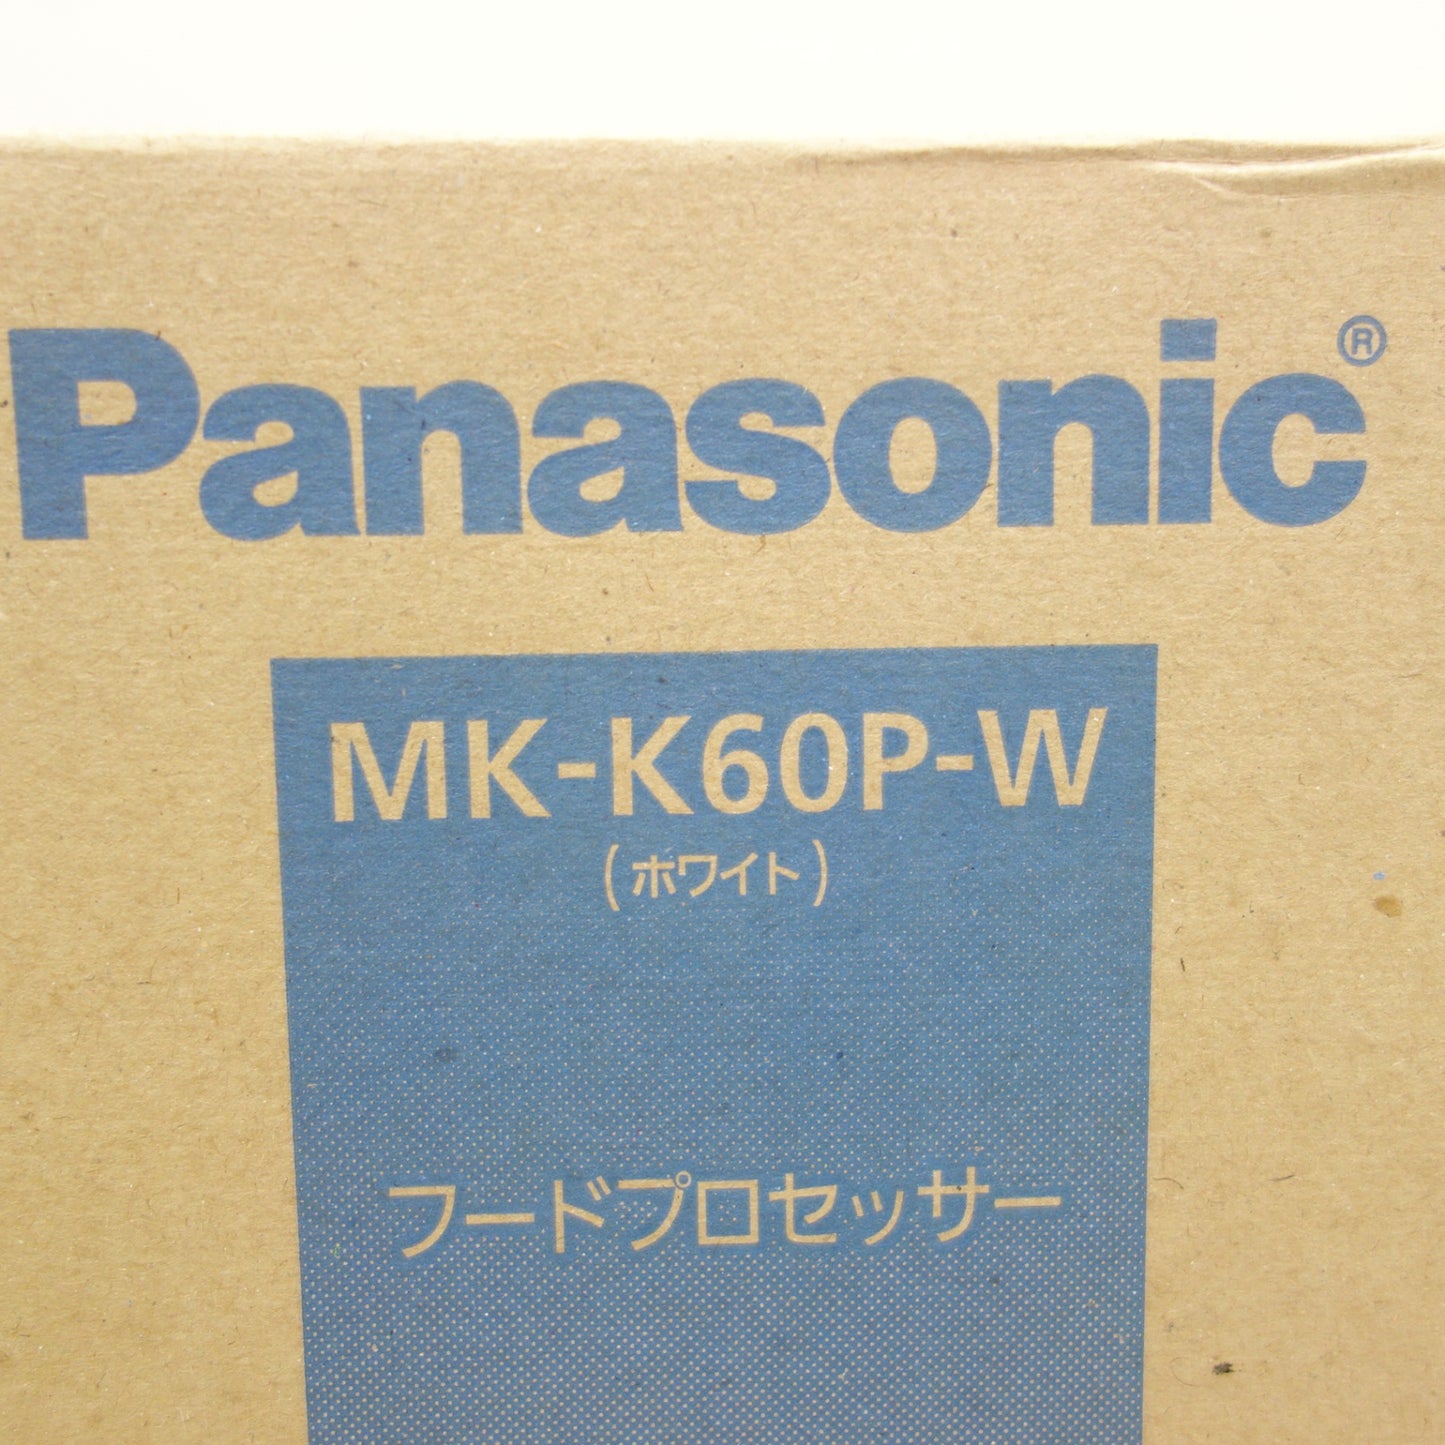 Panasonic®
MK-K60P-W
(ホワイト)
フードプロセッサー